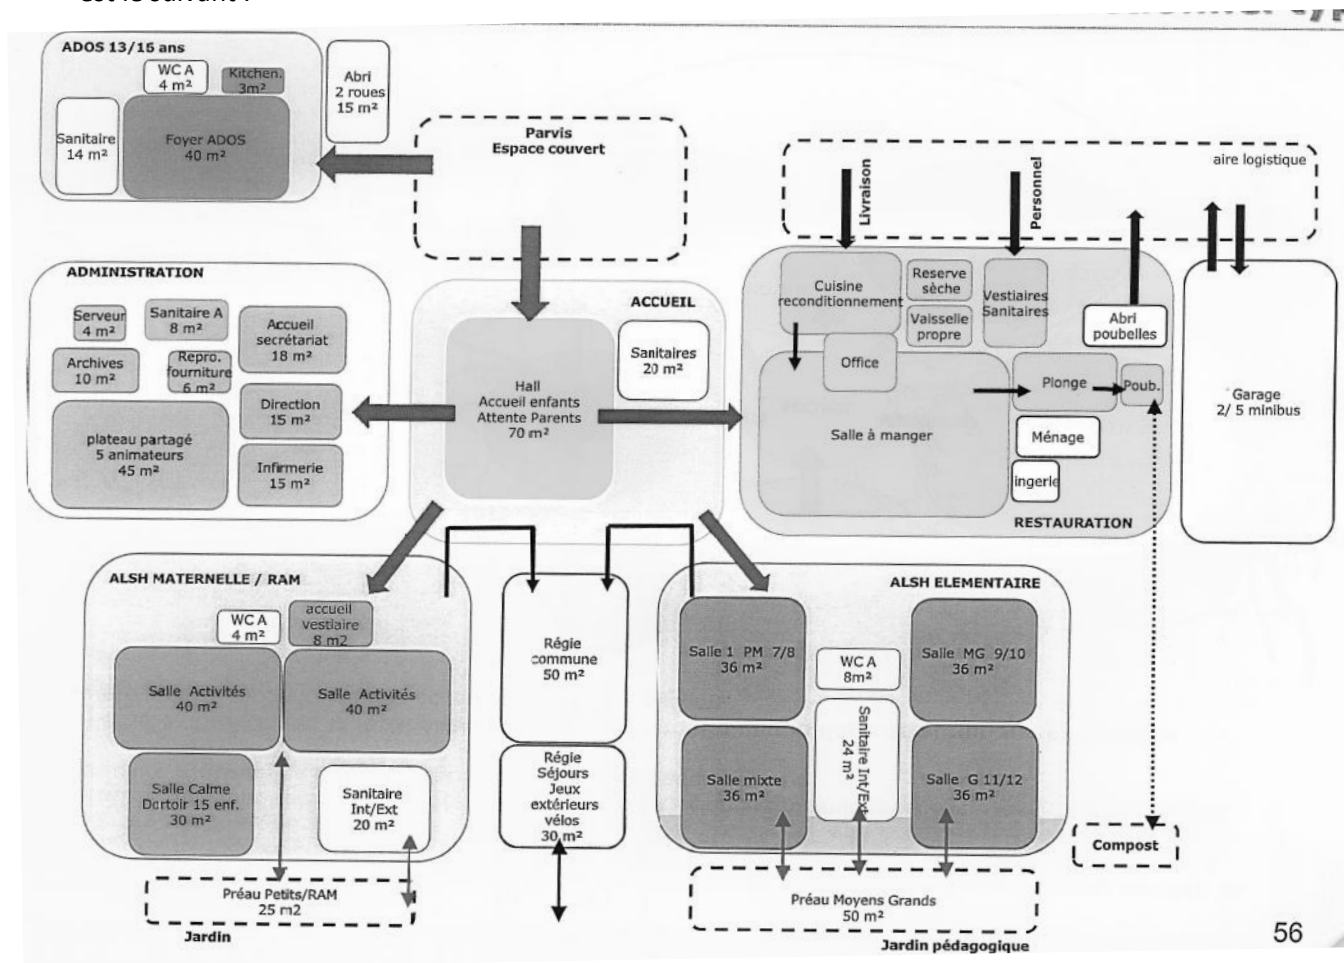 est le suivant :
ADOS 13/15 ans
WC A
4 m²
Kitchen.
3m²
Sanitaire
14 m²
Foyer ADOS
40 m²
Abri
2 roues
15 m²
Parvis
Espace couvert
aire logistique
Livraison
Personnel
ADMINISTRATION
Serveur
4 m²
Sanitaire A
8 m²
Accueil
secrétariat
18 m²
Archives
10 m²
Repro.
fourniture
6 m²
Direction
15 m²
plateau partagé
5 animateurs
45 m²
Infirmerie
15 m²
ACCUEIL
Sanitaires
20 m²
Hall
Accueil enfants
Attente Parents
70 m²
Cuisine
reconditionnement
Reserve
sèche
Vestiaires
Sanitaires
Vaisselle
propre
Abri
poubelles
Office
Plonge
Poub.
Salle à manger
Ménage
ingerie
RESTAURATION
Garage
2/ 5 minibus
ALSH MATERNELLE / RAM
WC A
4 m²
accueil
vestiaire
8 m2
Salle Activités
40 m²
Salle Activités
40 m²
Salle Calme
Dortoir 15 enf.
30 m²
Sanitaire
Int/Ext
20 m²
Préau Petits/RAM
25 m2
Jardin
Régie
commune
50 m²
Régie
Séjours
Jeux
extérieurs
vélos
30 m²
ALSH ELEMENTAIRE
Salle 1 PM 7/8
36 m²
WC A
8m²
Salle MG 9/10
36 m²
Sanitaire Int/Ext
24 m²
Salle mixte
36 m²
Salle G 11/12
36 m²
Préau Moyens Grands
50 m²
Jardin pédagogique
Compost
56